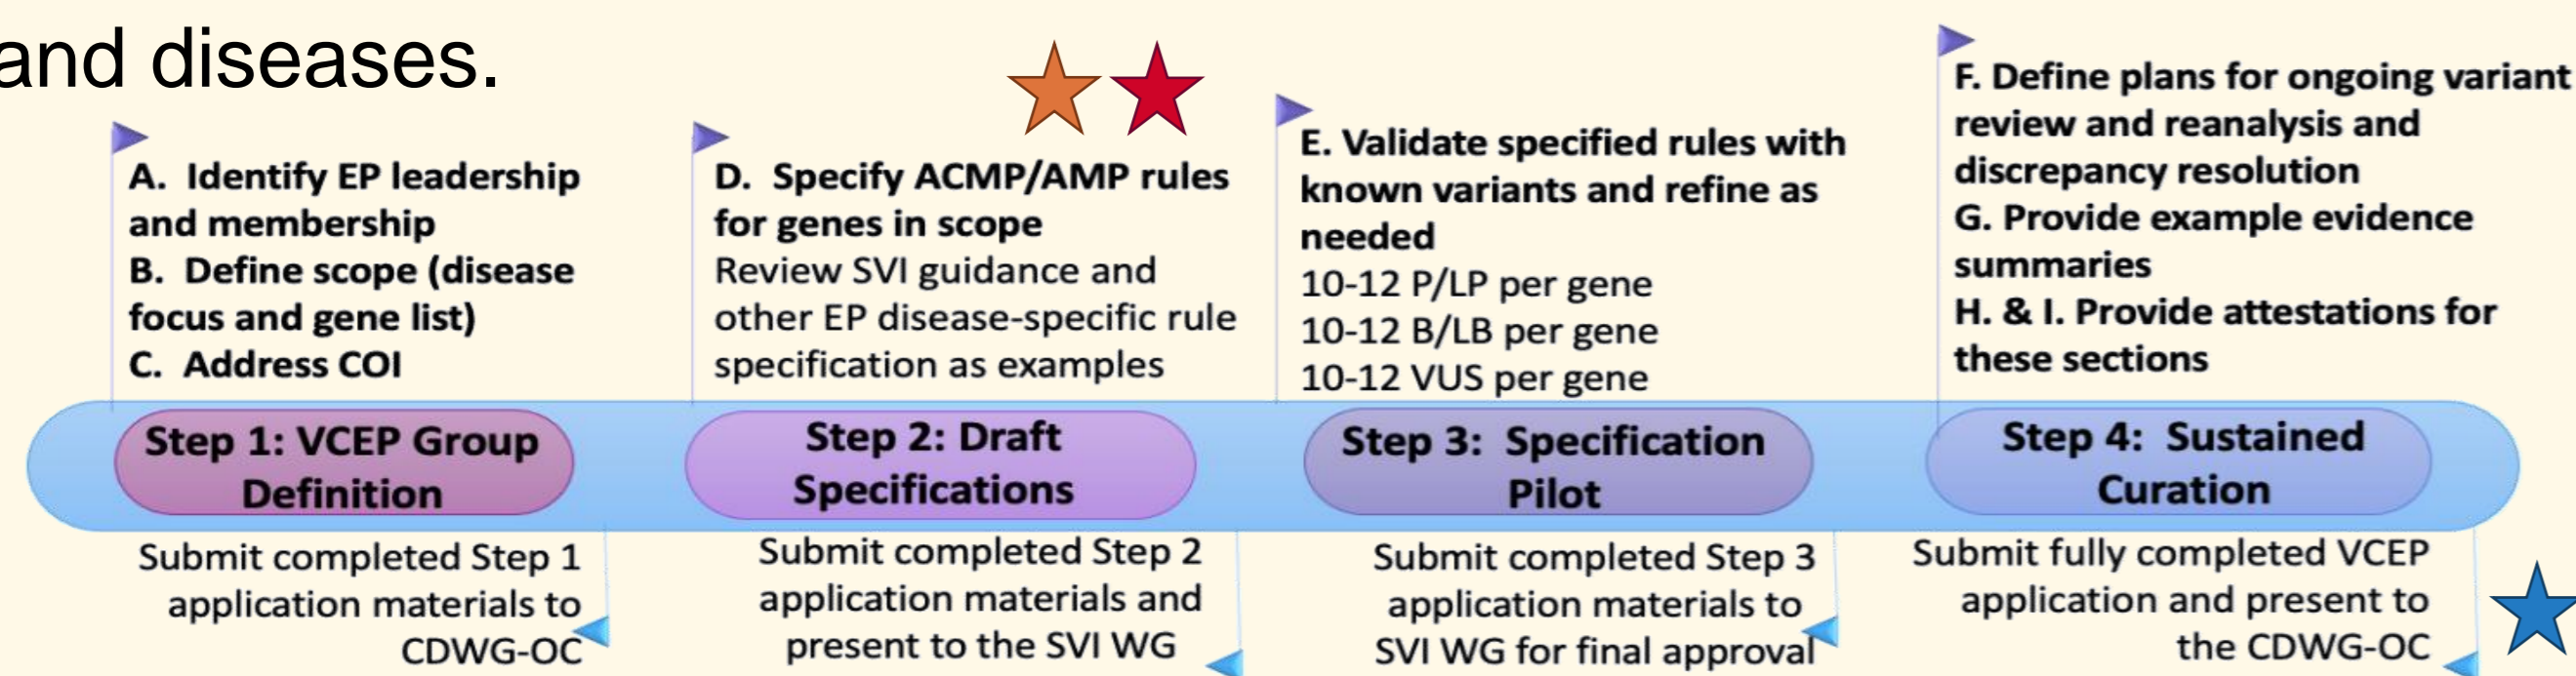 and diseases.
A. Identify EP leadership
and membership
B. Define scope (disease
focus and gene list)
C. Address COI
D. Specify ACMP/AMP rules
for genes in scope
Review SVI guidance and
other EP disease-specific rule
specification as examples
E. Validate specified rules with
known variants and refine as
needed
10-12 P/LP per gene
10-12 B/LB per gene
10-12 VUS per gene
F. Define plans for ongoing variant
review and reanalysis and
discrepancy resolution
G. Provide example evidence
summaries
H. & I. Provide attestations for
these sections
Step 1: VCEP Group
Definition
Step 2: Draft
Specifications
Step 3: Specification
Pilot
Step 4: Sustained
Curation
Submit completed Step 1
application materials to
CDWG-OC
Submit completed Step 2
application materials and
present to the SVI WG
Submit completed Step 3
application materials to
SVI WG for final approval
Submit fully completed VCEP
application and present to
the CDWG-OC